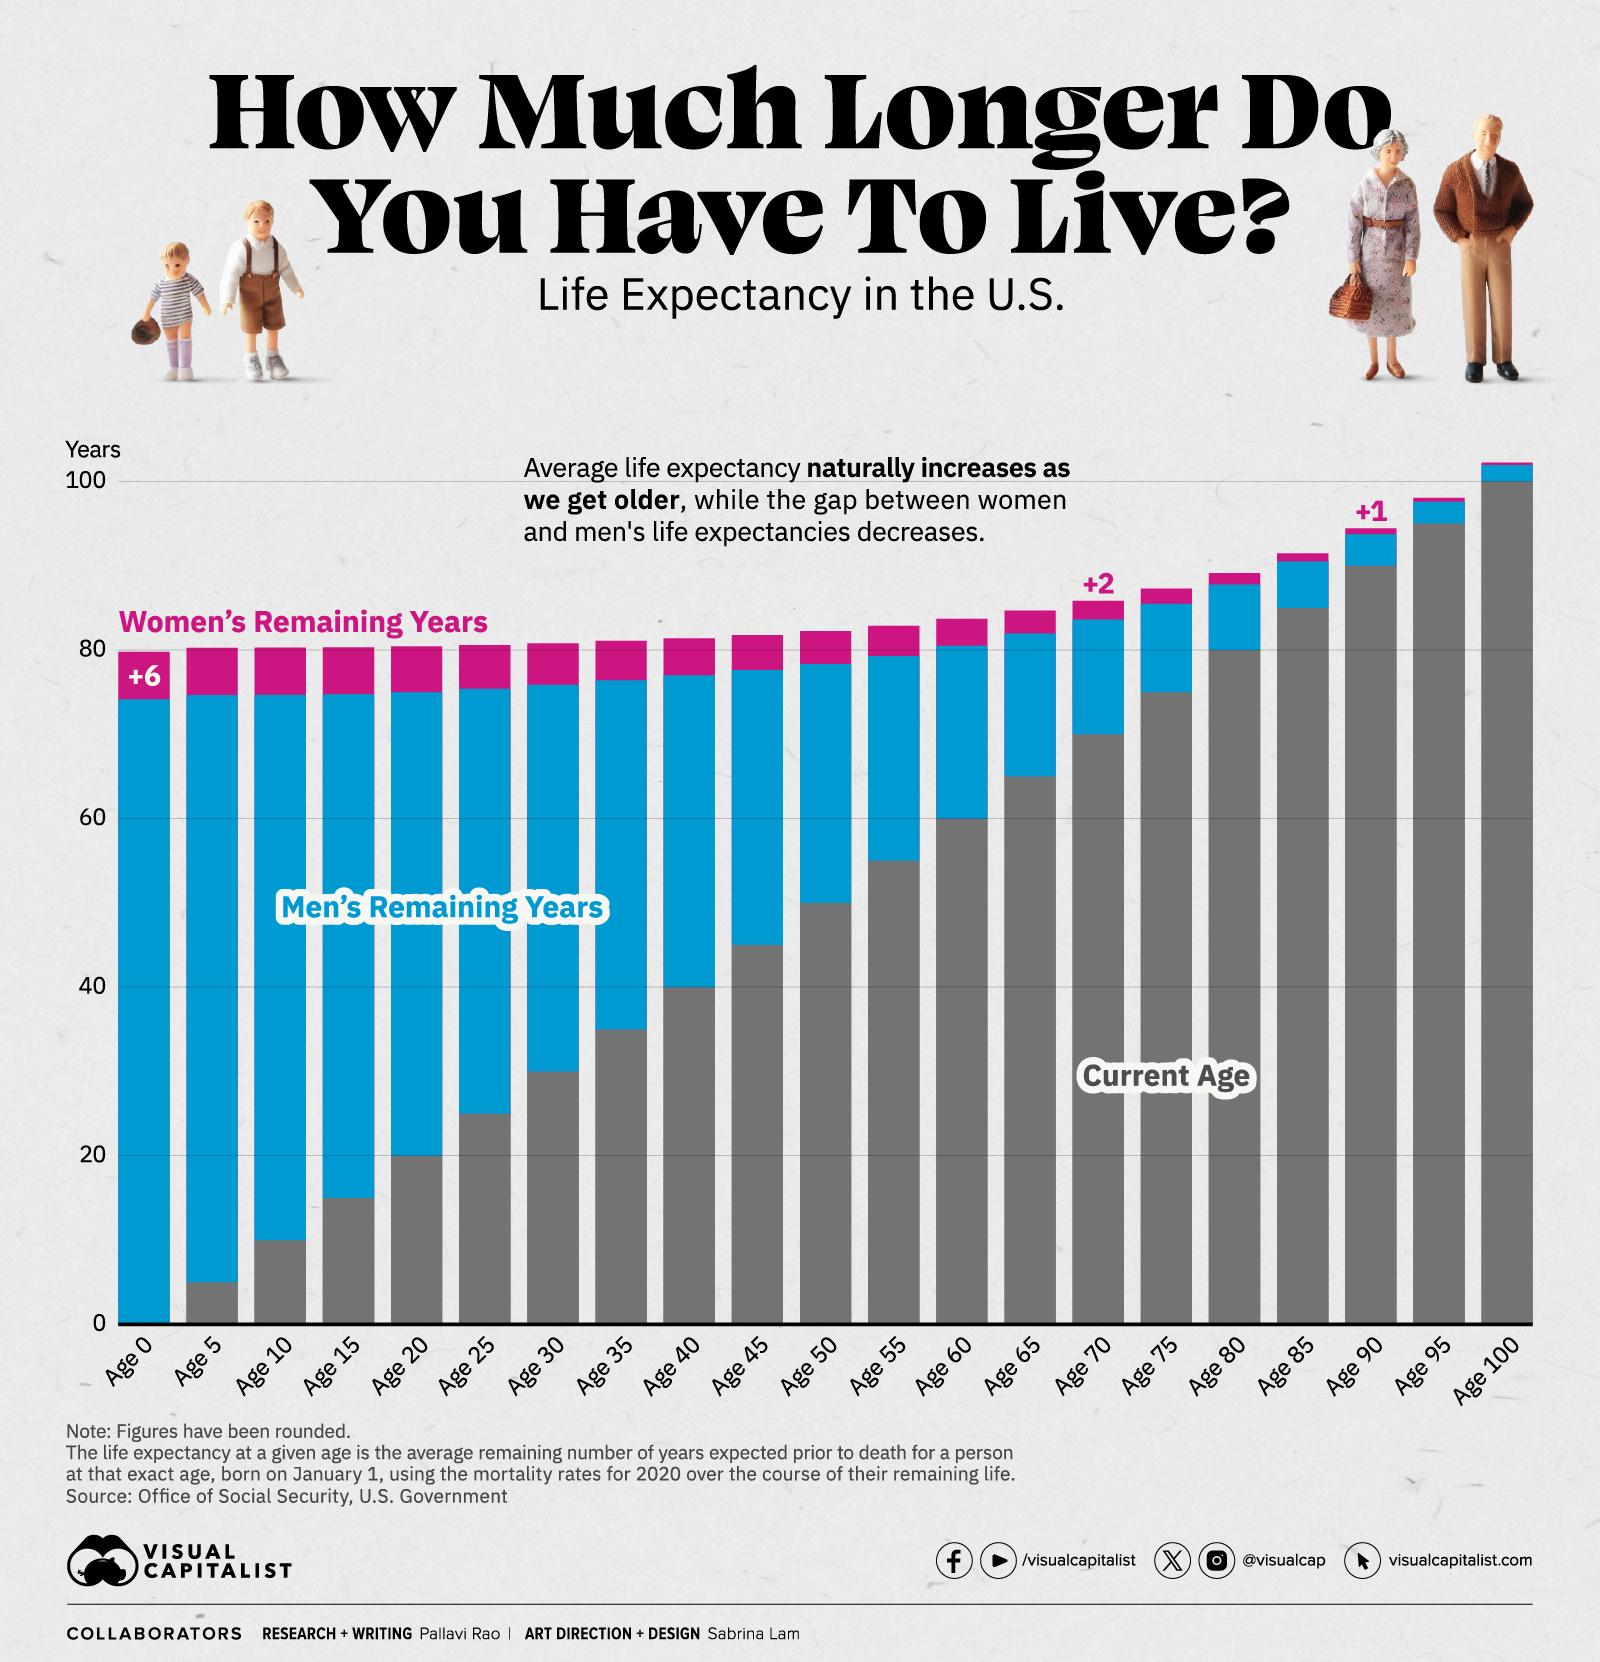 How Much Longer Do
You Have To Live?
Life Expectancy in the U.S.
Years
100
Average life expectancy naturally increases as
we get older, while the gap between women
and men's life expectancies decreases.
+1
+2
Women's Remaining Years
80
+6
60
Men's Remaining Years
40
Current Age
20
0
Age 0
Age 5
Age 10
Age 15
Age 20
Age 25
Age 30
Age 35
Age 40
Age 45
Age 50
Age 55
Age 60
Age 65
Age 70
Age 75
Age 80
Age 85
Age 90
Age 95
Age 100
Note: Figures have been rounded.
The life expectancy at a given age is the average remaining number of years expected prior to death for a person
at that exact age, born on January 1, using the mortality rates for 2020 over the course of their remaining life.
Source: Office of Social Security, U.S. Government
VISUAL
CAPITALIST
/visualcapitalist @visualcap visualcapitalist.com
COLLABORATORS RESEARCH + WRITING Pallavi Rao | ART DIRECTION + DESIGN Sabrina Lam